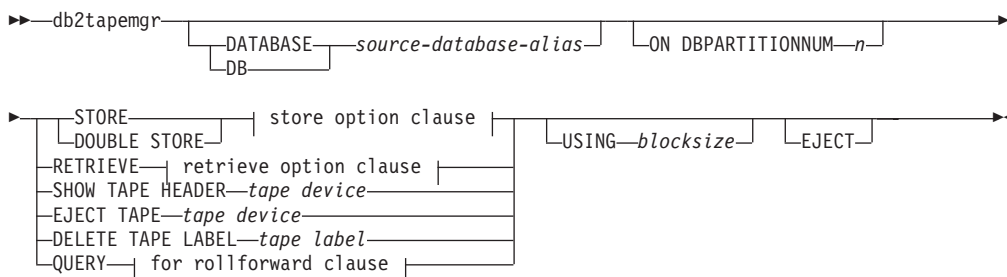 db2tapemgr
DATABASE source-database-alias
DB
ON DBPARTITIONNUM n
STORE store option clause
DOUBLE STORE
RETRIEVE retrieve option clause
SHOW TAPE HEADER tape device
EJECT TAPE tape device
DELETE TAPE LABEL tape label
QUERY for rollforward clause
USING blocksize
EJECT